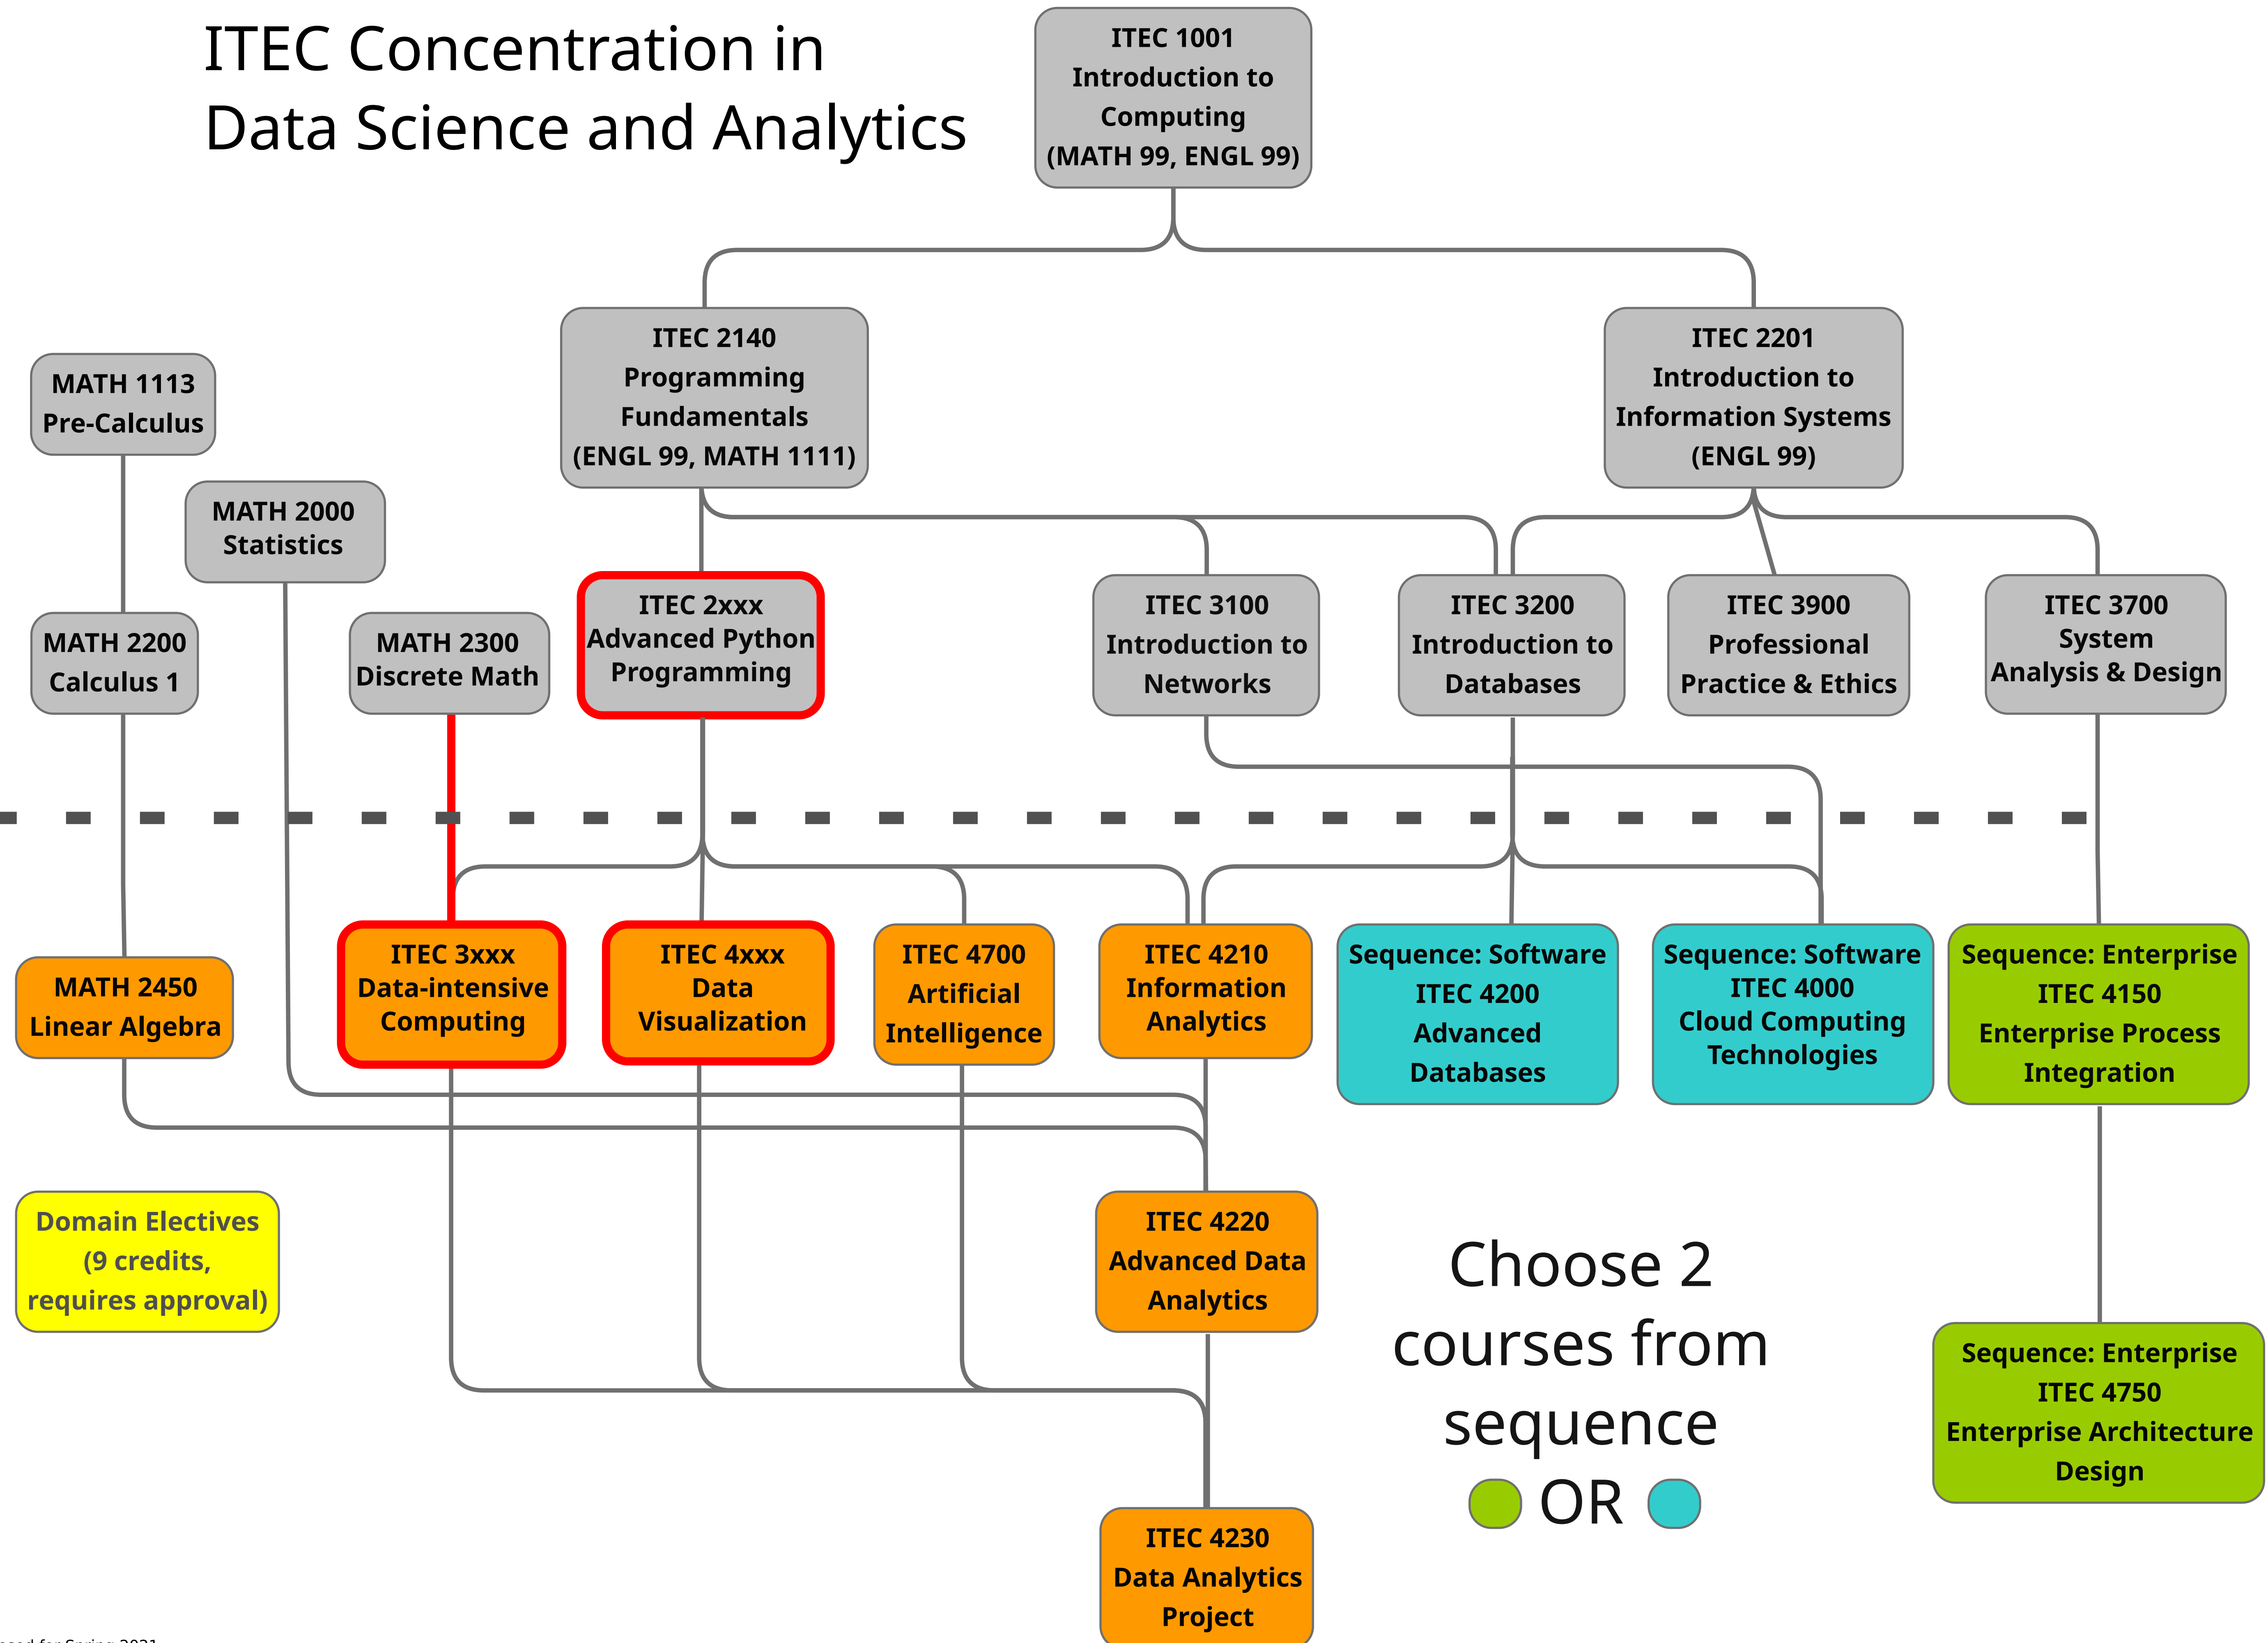 ITEC Concentration in
Data Science and Analytics
ITEC 1001
Introduction to
Computing
(MATH 99, ENGL 99)
ITEC 2140
Programming
Fundamentals
(ENGL 99, MATH 1111)
ITEC 2201
Introduction to
Information Systems
(ENGL 99)
MATH 1113
Pre-Calculus
MATH 2000
Statistics
MATH 2200
Calculus 1
MATH 2300
Discrete Math
ITEC 2xxx
Advanced Python
Programming
ITEC 3100
Introduction to
Networks
ITEC 3200
Introduction to
Databases
ITEC 3900
Professional
Practice & Ethics
ITEC 3700
System
Analysis & Design
MATH 2450
Linear Algebra
ITEC 3xxx
Data-intensive
Computing
ITEC 4xxx
Data
Visualization
ITEC 4700
Artificial
Intelligence
ITEC 4210
Information
Analytics
Sequence: Software
ITEC 4200
Advanced
Databases
Sequence: Software
ITEC 4000
Cloud Computing
Technologies
Sequence: Enterprise
ITEC 4150
Enterprise Process
Integration
Domain Electives
(9 credits,
requires approval)
ITEC 4220
Advanced Data
Analytics
Choose 2
courses from
sequence
OR
Sequence: Enterprise
ITEC 4750
Enterprise Architecture
Design
ITEC 4230
Data Analytics
Project
for Spring 2021